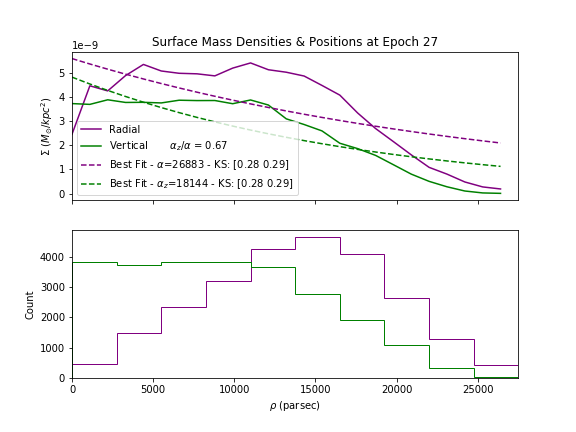 Surface Mass Densities & Positions at Epoch 27
1e−9
5
4
3
2
1
0
Σ (M⊙/kpc²)
Radial
Vertical α_z/α = 0.67
Best Fit - α=26883 - KS: [0.28 0.29]
Best Fit - α_z=18144 - KS: [0.28 0.29]
4000
3000
2000
1000
0
Count
0 5000 10000 15000 20000 25000
ρ (parsec)